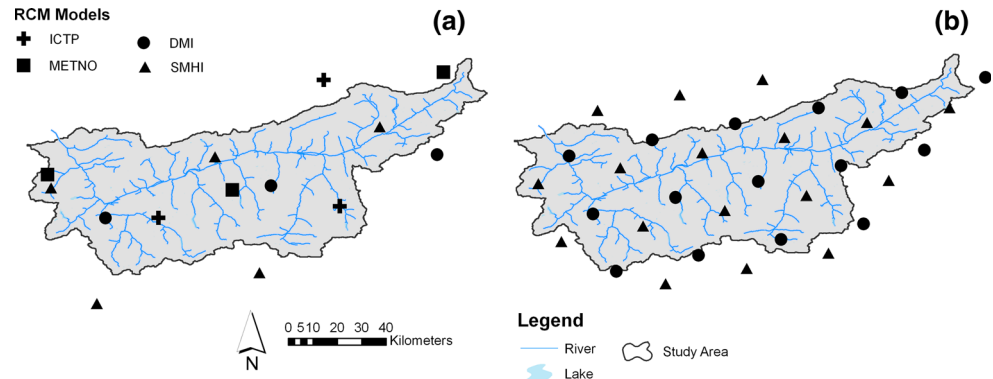 RCM Models
ICTP
DMI
METNO
SMHI
(a)
(b)
N
0 5 10 20 30 40
Kilometers
Legend
River
Study Area
Lake